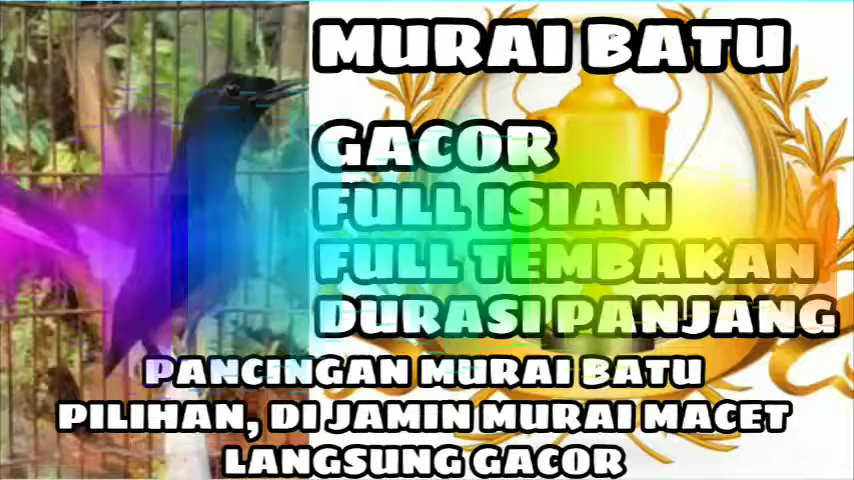 MURAI BATU
GACOR
FULL ISIAN
FULL TEMBAKAN
DURASI PANJANG
PANCINGAN MURAI BATU
PILIHAN, DI JAMIN MURAI MACET
LANGSUNG GACOR